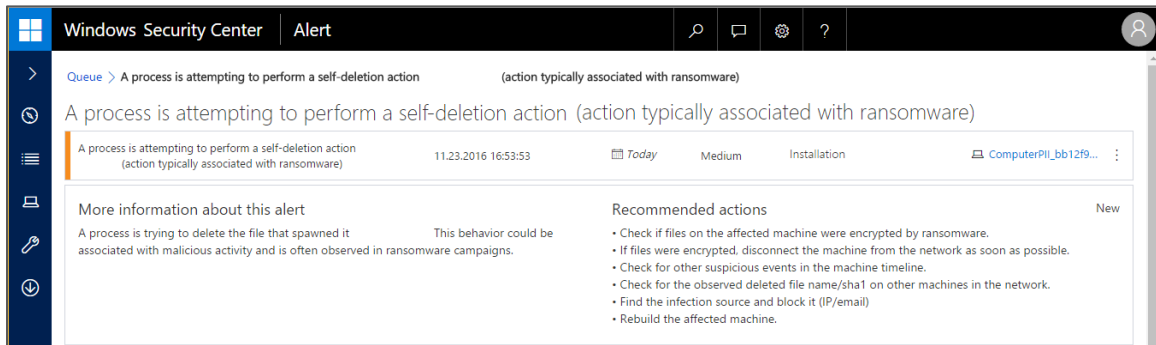 Windows Security Center Alert ?
Queue > A process is attempting to perform a self-deletion action (action typically associated with ransomware)
A process is attempting to perform a self-deletion action (action typically associated with ransomware)
A process is attempting to perform a self-deletion action
(action typically associated with ransomware)
11.23.2016 16:53:53 Today Medium Installation ComputerPII_bb12f9...
More information about this alert
A process is trying to delete the file that spawned it This behavior could be
associated with malicious activity and is often observed in ransomware campaigns.
Recommended actions New
• Check if files on the affected machine were encrypted by ransomware.
• If files were encrypted, disconnect the machine from the network as soon as possible.
• Check for other suspicious events in the machine timeline.
• Check for the observed deleted file name/sha1 on other machines in the network.
• Find the infection source and block it (IP/email)
• Rebuild the affected machine.